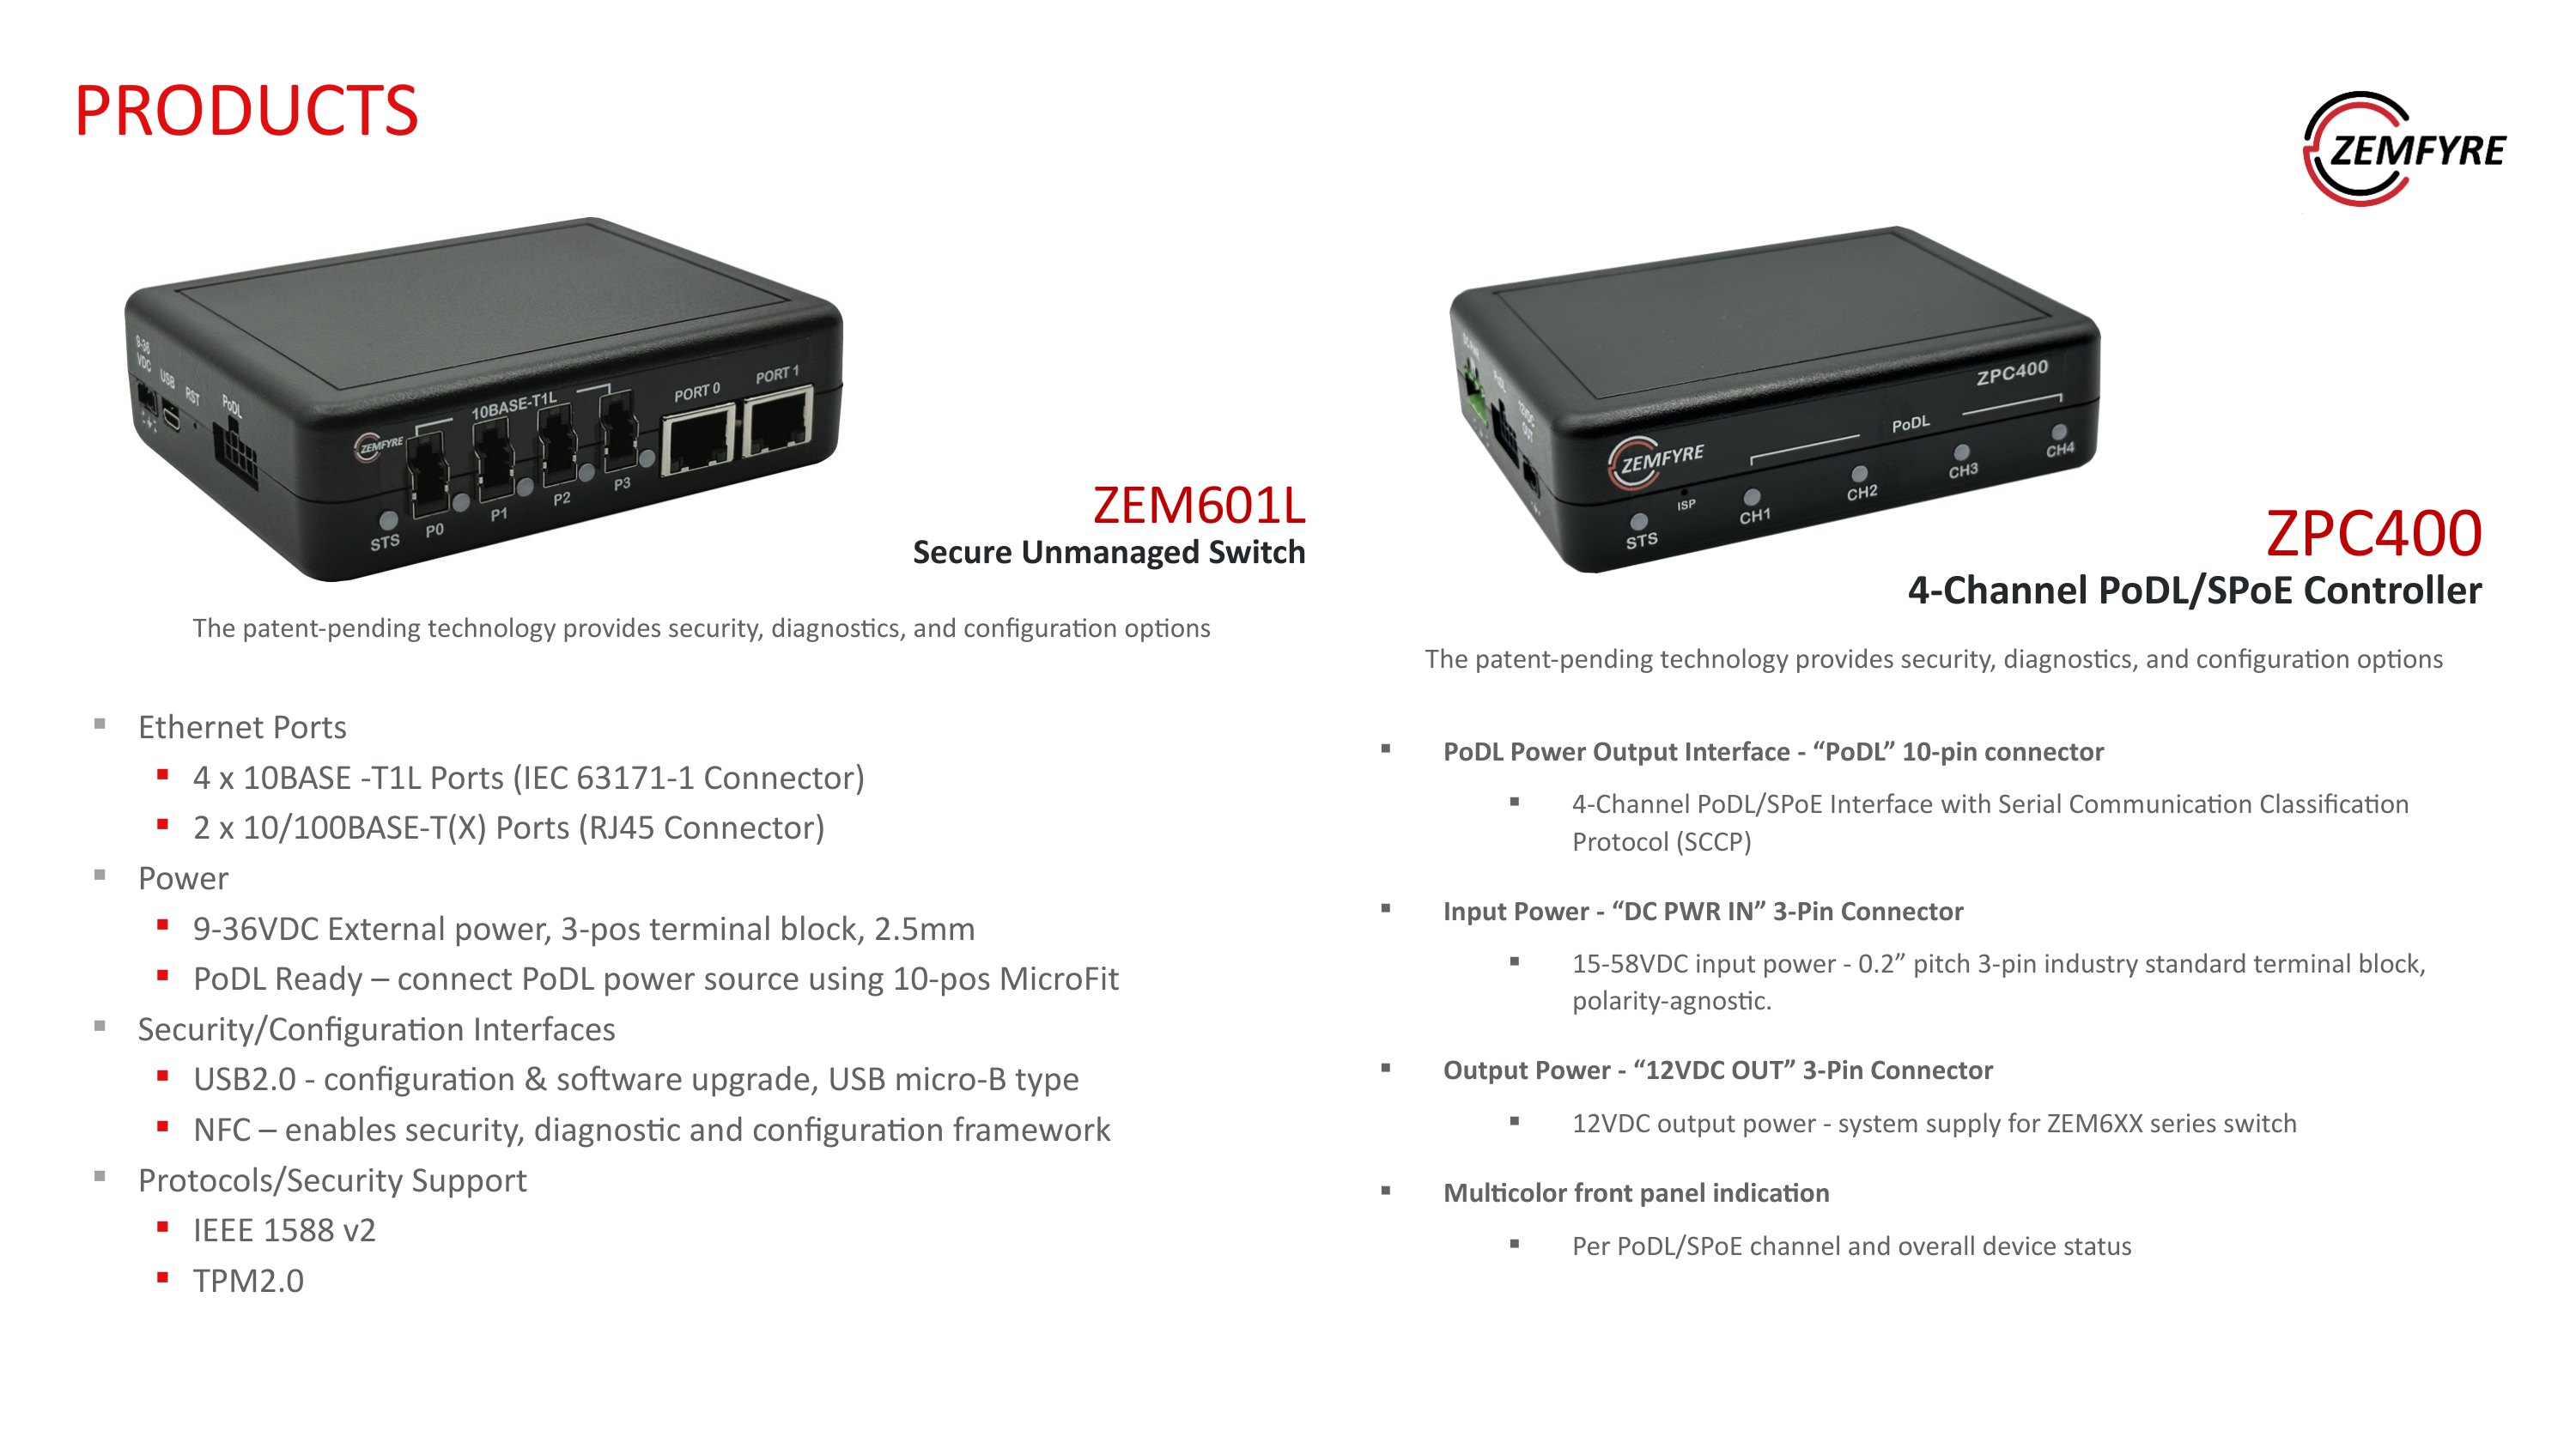 PRODUCTS
ZEMFYRE
9-36
VDC
USB
RST
PoDL
ZEMFYRE
10BASE-T1L
PORT 0
PORT 1
STS
P0
P1
P2
P3
ZEM601L
Secure Unmanaged Switch
The patent-pending technology provides security, diagnostics, and configuration options
▪ Ethernet Ports
▪ 4 x 10BASE -T1L Ports (IEC 63171-1 Connector)
▪ 2 x 10/100BASE-T(X) Ports (RJ45 Connector)
▪ Power
▪ 9-36VDC External power, 3-pos terminal block, 2.5mm
▪ PoDL Ready – connect PoDL power source using 10-pos MicroFit
▪ Security/Configuration Interfaces
▪ USB2.0 - configuration & software upgrade, USB micro-B type
▪ NFC – enables security, diagnostic and configuration framework
▪ Protocols/Security Support
▪ IEEE 1588 v2
▪ TPM2.0
PoDL
12VDC
OUT
ZEMFYRE
ZPC400
PoDL
ISP
STS
CH1
CH2
CH3
CH4
ZPC400
4-Channel PoDL/SPoE Controller
The patent-pending technology provides security, diagnostics, and configuration options
▪ PoDL Power Output Interface - “PoDL” 10-pin connector
▪ 4-Channel PoDL/SPoE Interface with Serial Communication Classification
Protocol (SCCP)
▪ Input Power - “DC PWR IN” 3-Pin Connector
▪ 15-58VDC input power - 0.2” pitch 3-pin industry standard terminal block,
polarity-agnostic.
▪ Output Power - “12VDC OUT” 3-Pin Connector
▪ 12VDC output power - system supply for ZEM6XX series switch
▪ Multicolor front panel indication
▪ Per PoDL/SPoE channel and overall device status